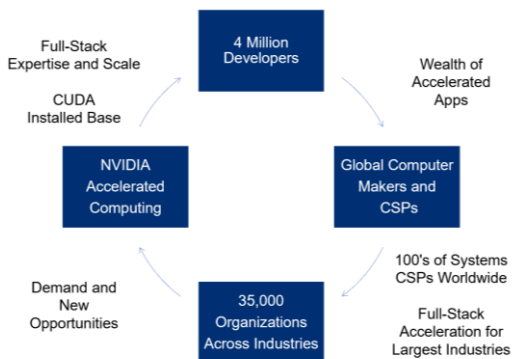 Full-Stack
Expertise and Scale
CUDA
Installed Base
4 Million
Developers
Wealth of
Accelerated
Apps
NVIDIA
Accelerated
Computing
Global Computer
Makers and
CSPs
Demand and
New
Opportunities
35,000
Organizations
Across Industries
100's of Systems
CSPs Worldwide
Full-Stack
Acceleration for
Largest Industries